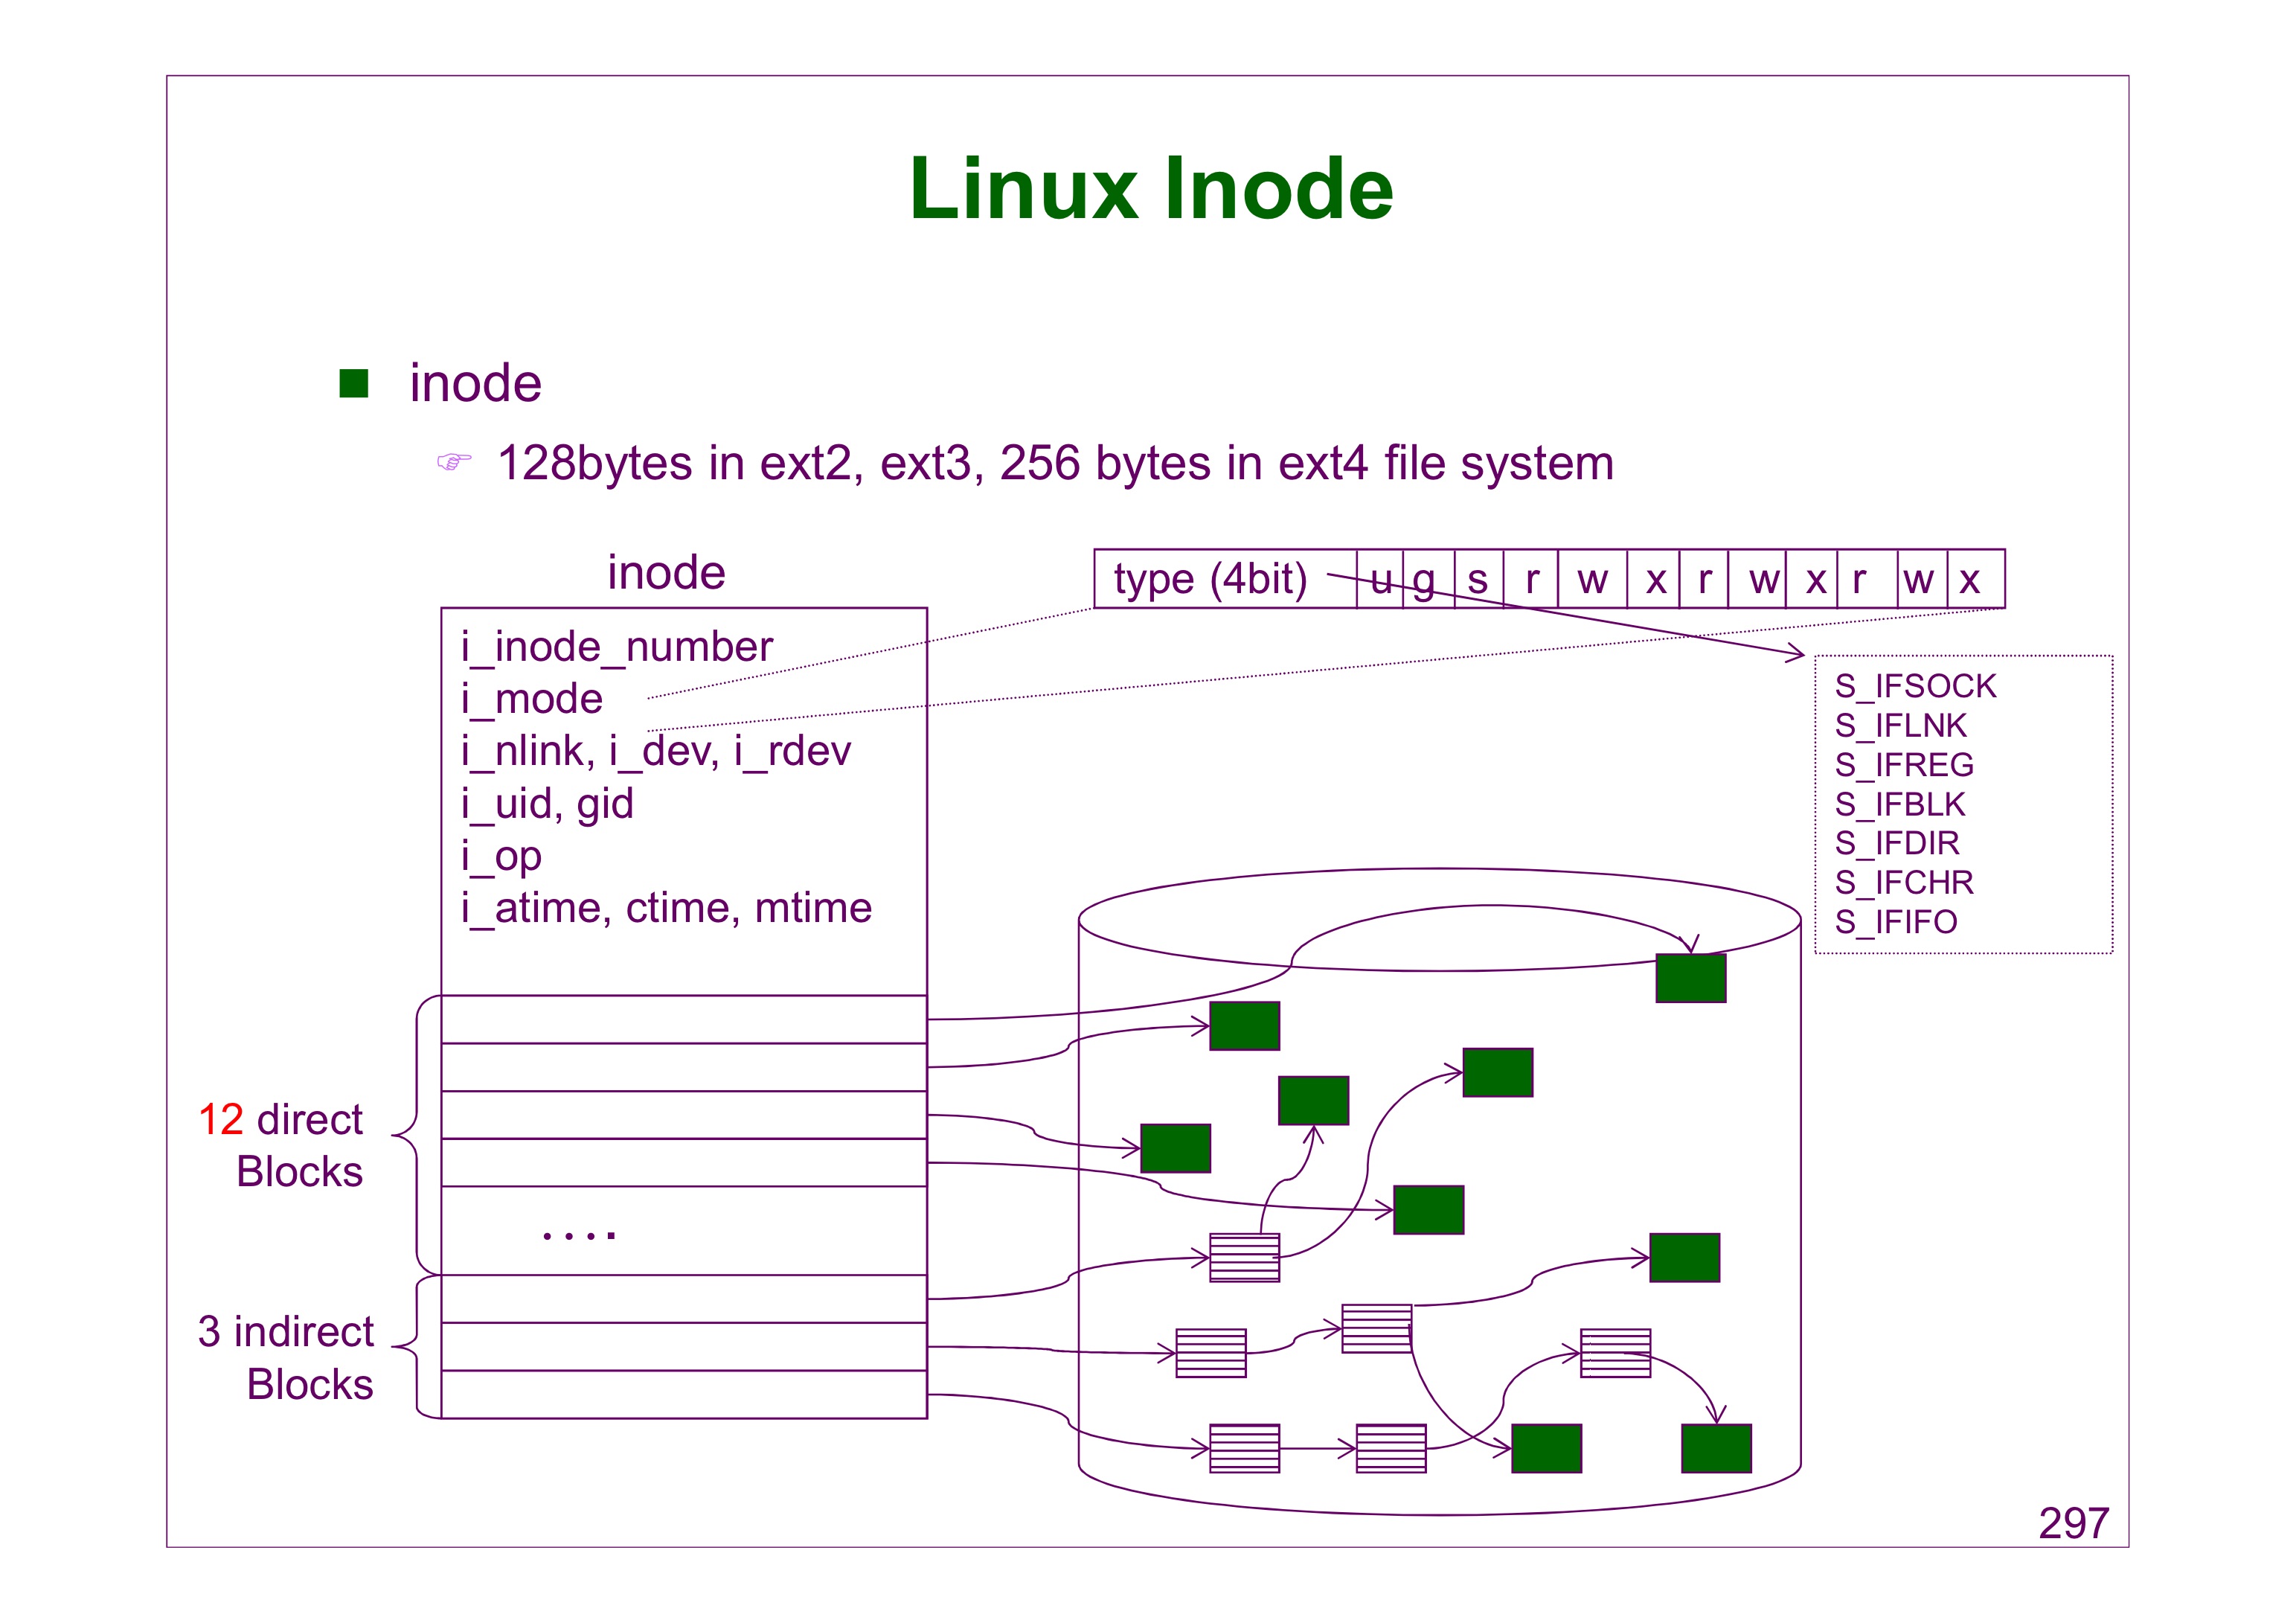 Linux Inode
inode
128bytes in ext2, ext3, 256 bytes in ext4 file system
inode
type (4bit) u g s r w x r w x r w x
i_inode_number
i_mode
i_nlink, i_dev, i_rdev
i_uid, gid
i_op
i_atime, ctime, mtime
S_IFSOCK
S_IFLNK
S_IFREG
S_IFBLK
S_IFDIR
S_IFCHR
S_IFIFO
12 direct
Blocks
....
3 indirect
Blocks
297